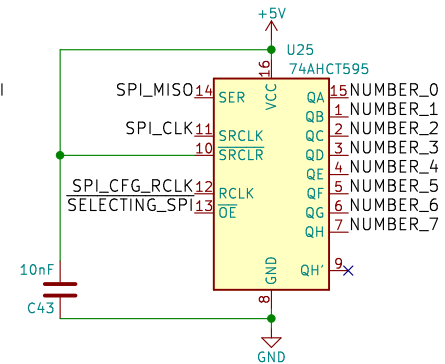 +5V
U25
74AHCT595
16
VCC
SPI_MISO 14 SER QA 15 NUMBER_0
QB 1 NUMBER_1
SPI_CLK 11 SRCLK QC 2 NUMBER_2
10 SRCLR QD 3 NUMBER_3
QE 4 NUMBER_4
SPI_CFG_RCLK 12 RCLK QF 5 NUMBER_5
SELECTING_SPI 13 OE QG 6 NUMBER_6
QH 7 NUMBER_7
QH' 9
GND
8
10nF
C43
GND